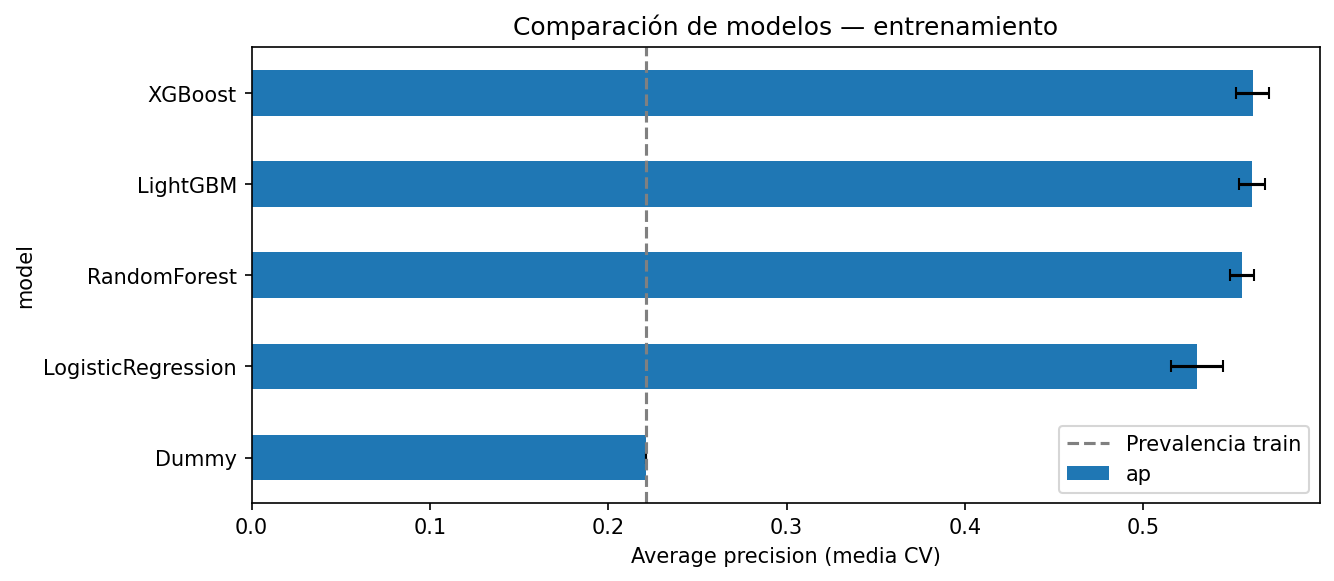 Comparación de modelos — entrenamiento
model
XGBoost
LightGBM
RandomForest
LogisticRegression
Dummy
Prevalencia train
ap
0.0 0.1 0.2 0.3 0.4 0.5
Average precision (media CV)